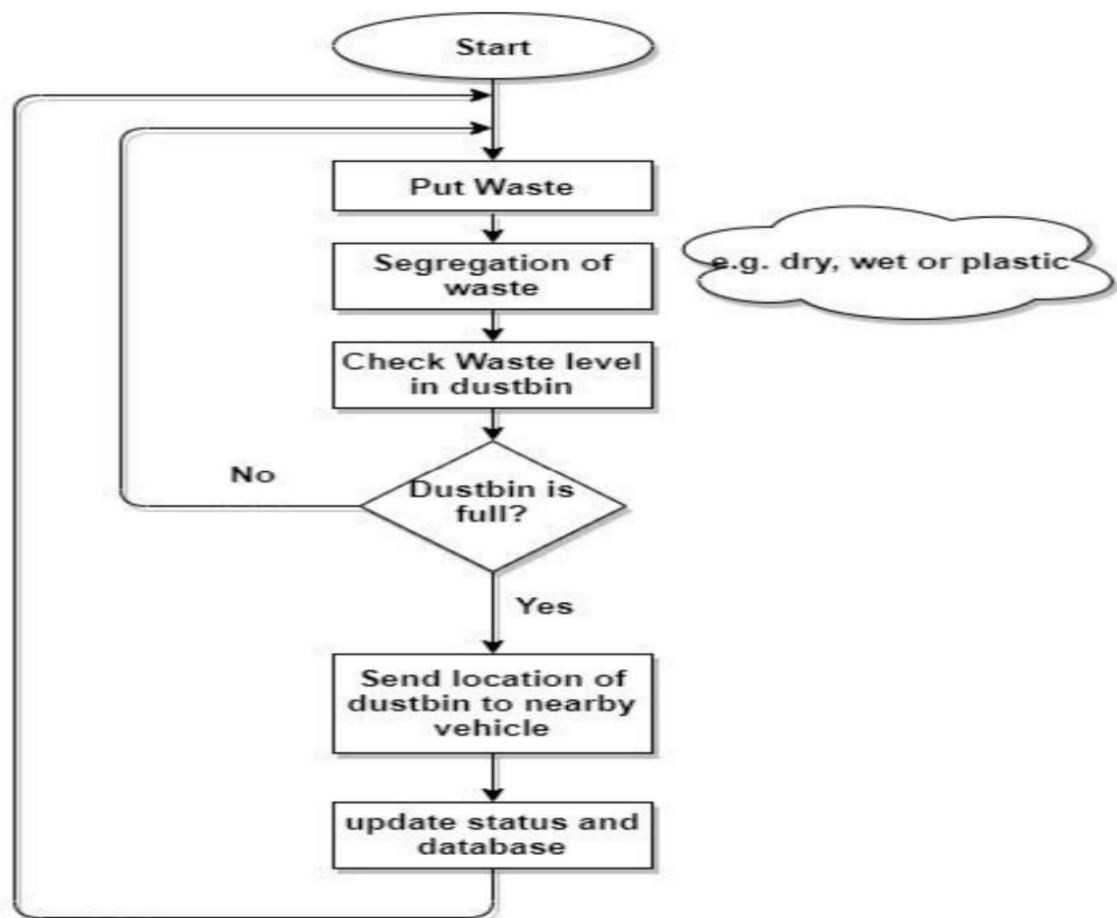 Start
Put Waste
Segregation of
waste
e.g. dry, wet or plastic
Check Waste level
in dustbin
Dustbin is
full?
No
Yes
Send location of
dustbin to nearby
vehicle
update status and
database